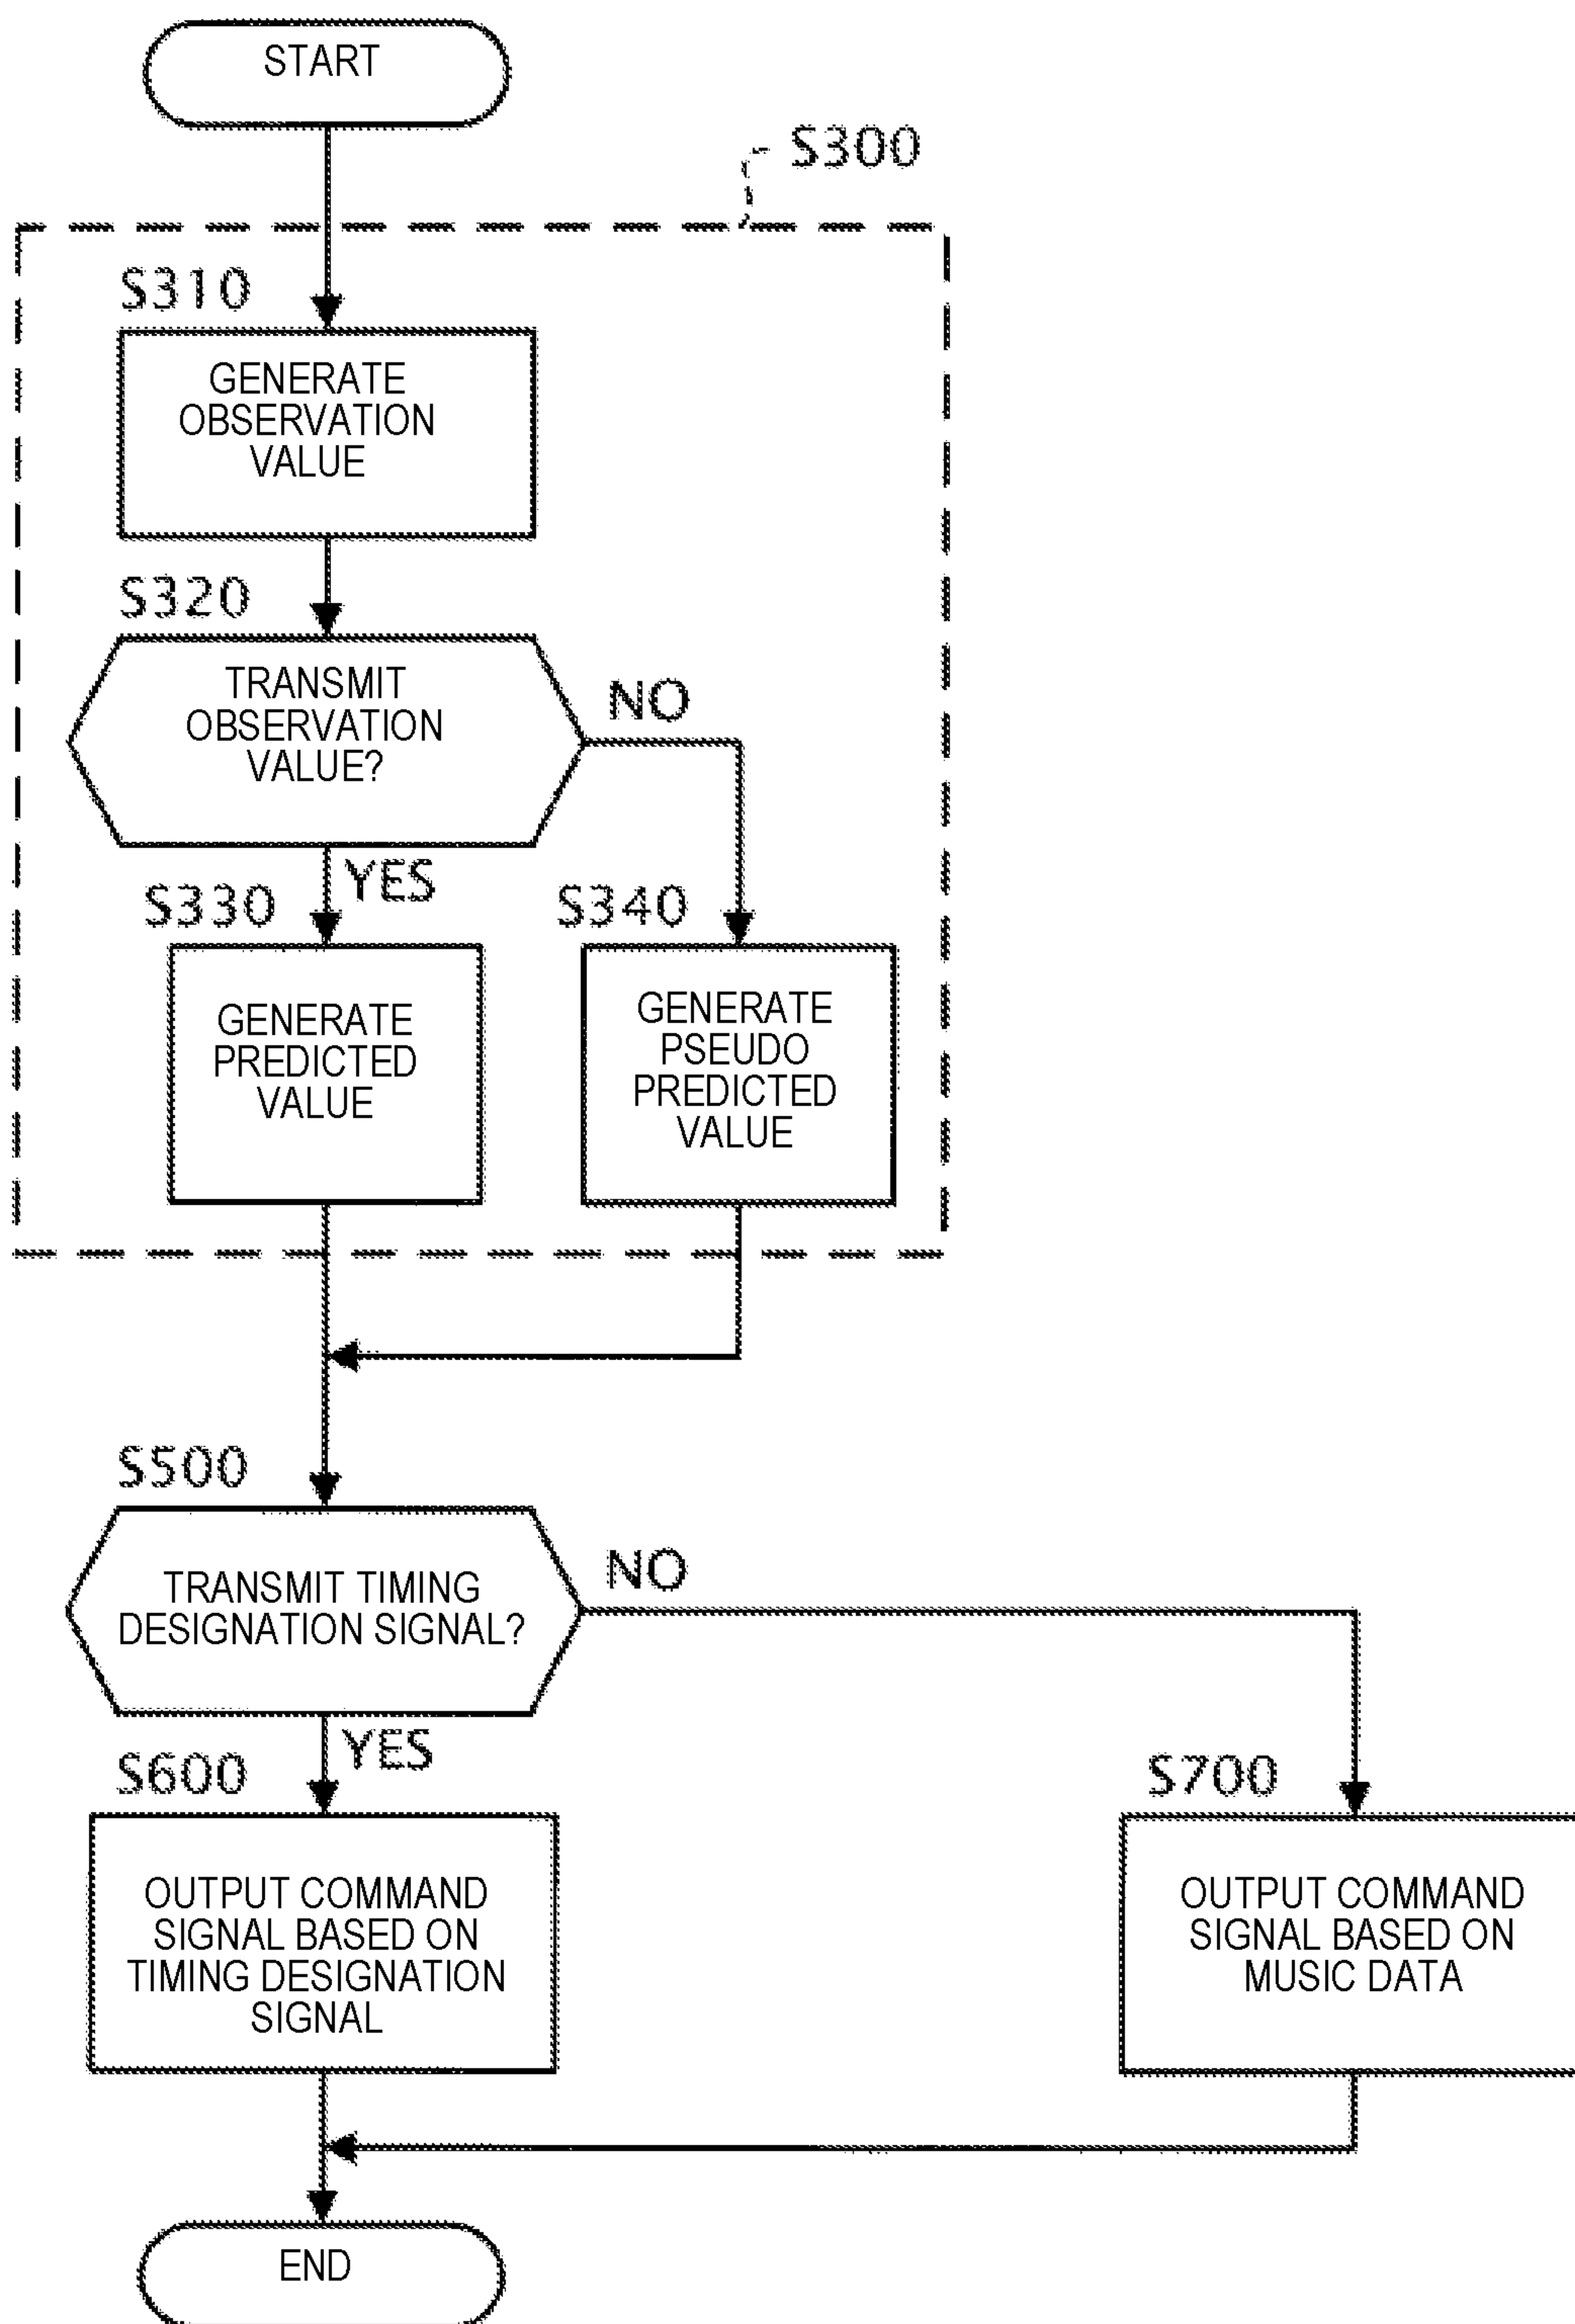 START
S300
S310
GENERATE
OBSERVATION
VALUE
S320
TRANSMIT
OBSERVATION
VALUE?
NO
YES
S330
GENERATE
PREDICTED
VALUE
S340
GENERATE
PSEUDO
PREDICTED
VALUE
S500
TRANSMIT TIMING
DESIGNATION SIGNAL?
NO
YES
S600
OUTPUT COMMAND
SIGNAL BASED ON
TIMING DESIGNATION
SIGNAL
S700
OUTPUT COMMAND
SIGNAL BASED ON
MUSIC DATA
END